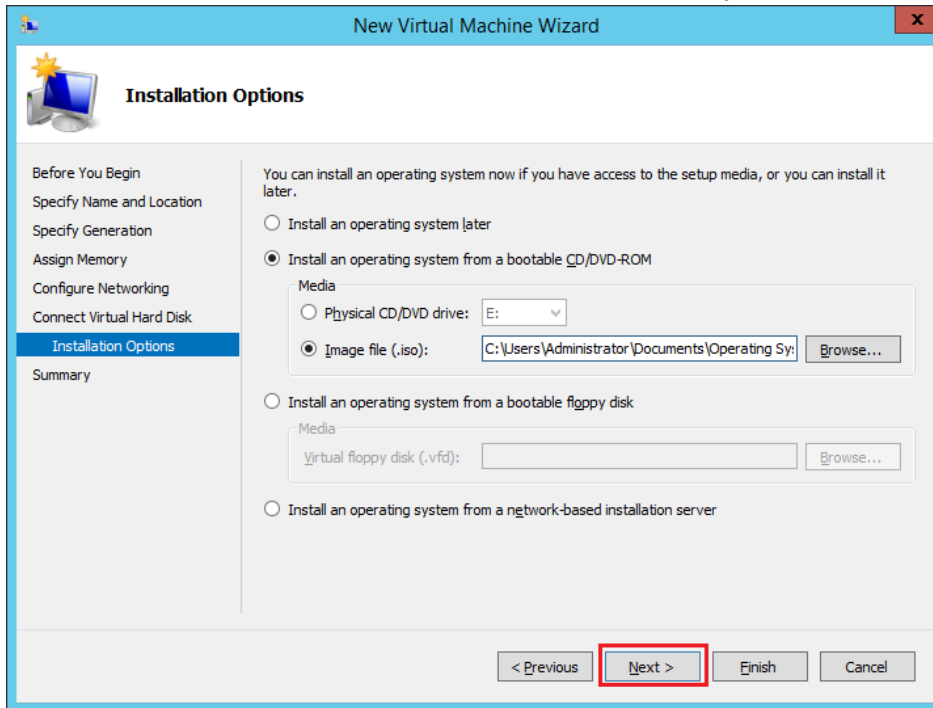 New Virtual Machine Wizard
x
Installation Options
Before You Begin
Specify Name and Location
Specify Generation
Assign Memory
Configure Networking
Connect Virtual Hard Disk
Installation Options
Summary
You can install an operating system now if you have access to the setup media, or you can install it
later.
Install an operating system later
Install an operating system from a bootable CD/DVD-ROM
Media
Physical CD/DVD drive: E:
Image file (.iso): C:\Users\Administrator\Documents\Operating Sy Browse...
Install an operating system from a bootable floppy disk
Media
Virtual floppy disk (.vfd): Browse...
Install an operating system from a network-based installation server
< Previous Next > Finish Cancel